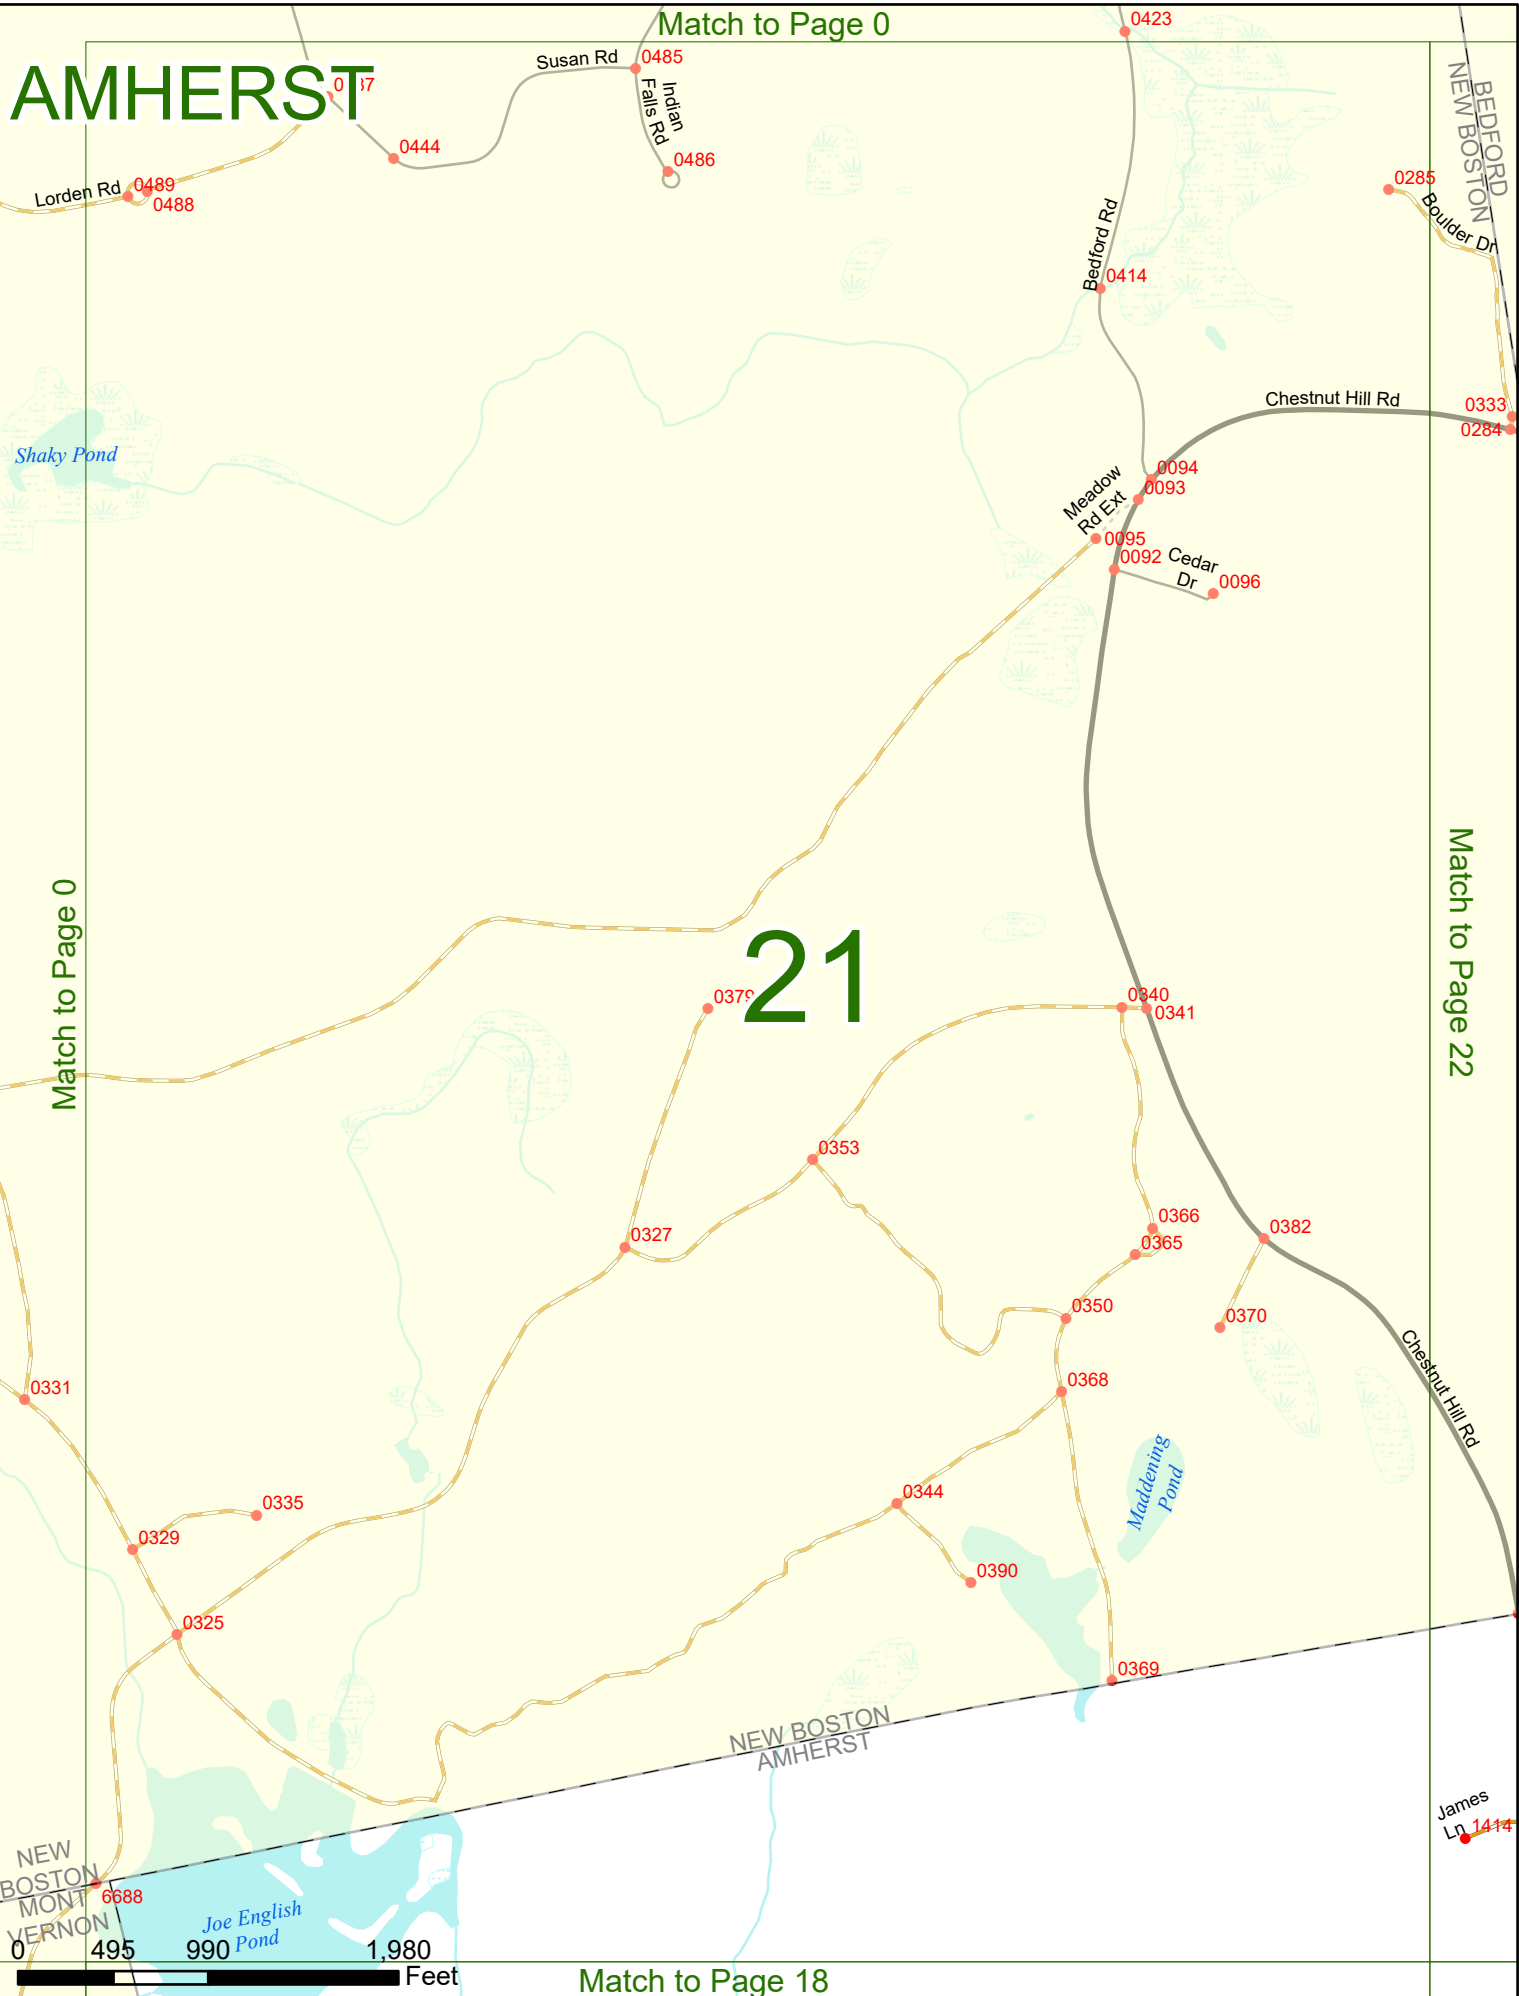 Match to Page 0
0423
AMHERST
Susan Rd
0485
Indian
Falls Rd
0444
0486
Lorden Rd
0489
0488
BEDFORD
NEW BOSTON
0285
Boulder Dr
Bedford Rd
0414
Chestnut Hill Rd
0333
0284
Shaky Pond
0094
0093
Meadow
Rd Ext
0095
0092
Cedar
Dr
0096
Match to Page 0
Match to Page 22
21
0379
0340
0341
0353
0327
0366
0365
0382
0350
0370
0331
0368
Chestnut Hill Rd
Maddening
Pond
0335
0344
0329
0390
0325
0369
NEW BOSTON
AMHERST
James
Ln
1414
NEW
BOSTON
MONT
VERNON
6688
Joe English
Pond
0 495 990 1,980
Feet
Match to Page 18